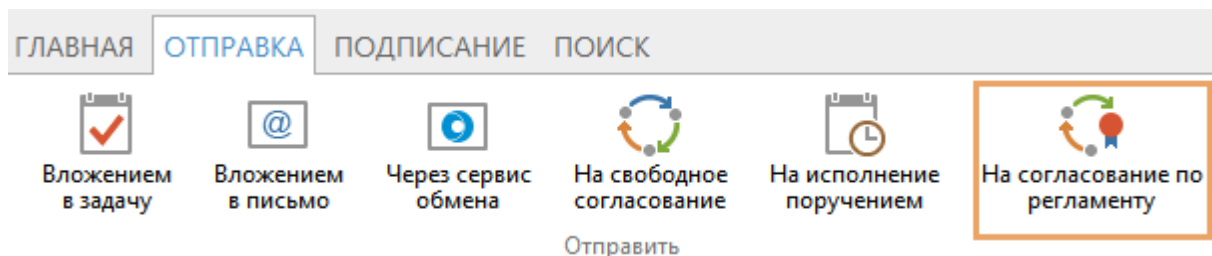 ГЛАВНАЯ ОТПРАВКА ПОДПИСАНИЕ ПОИСК
@
Вложением в задачу
Вложением в письмо
Через сервис обмена
На свободное согласование
На исполнение поручением
На согласование по регламенту
Отправить